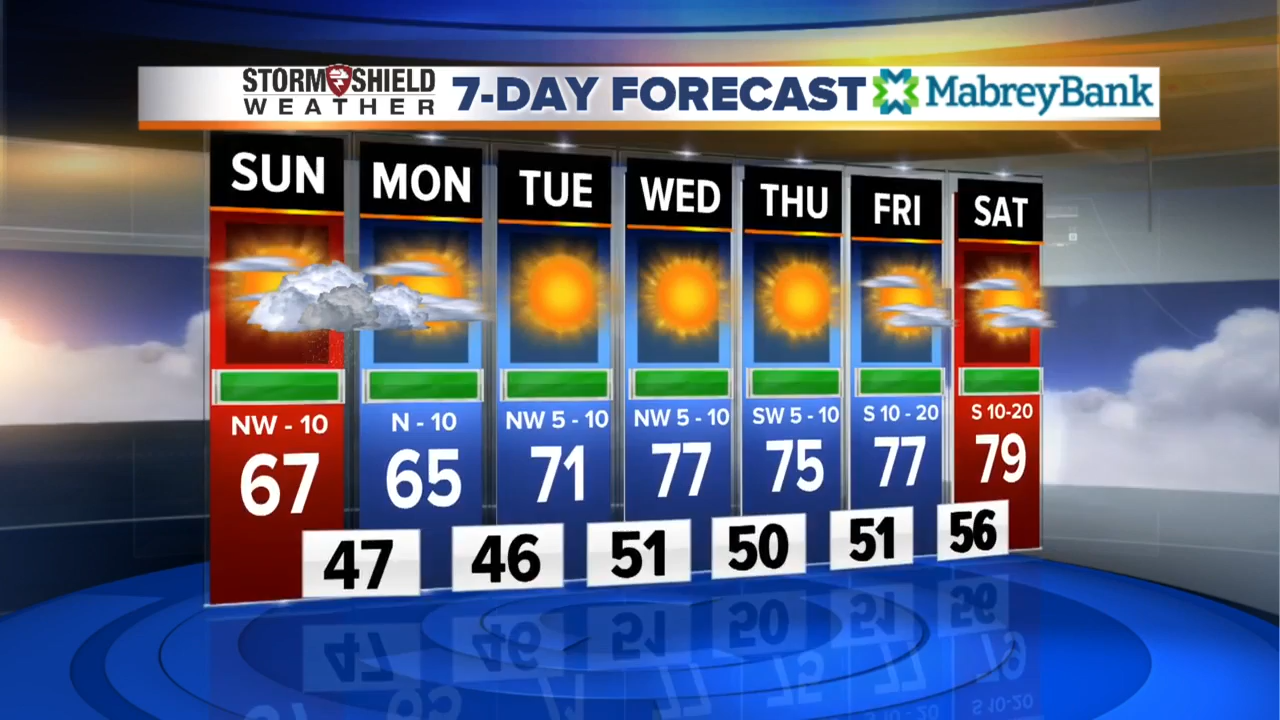 STORM SHIELD
WEATHER
7-DAY FORECAST
MabreyBank
SUN MON TUE WED THU FRI SAT
NW - 10 N - 10 NW 5 - 10 NW 5 - 10 SW 5 - 10 S 10 - 20 S 10-20
67 65 71 77 75 77 79
47 46 51 50 51 56